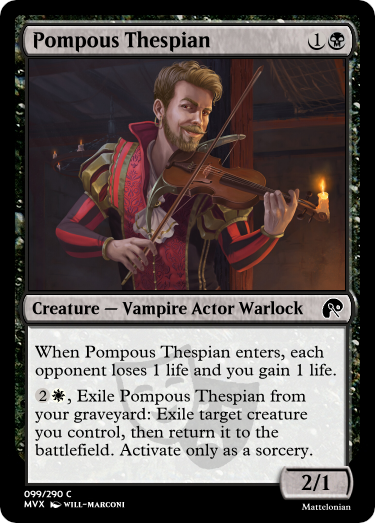 Pompous Thespian 1
Creature — Vampire Actor Warlock
When Pompous Thespian enters, each
opponent loses 1 life and you gain 1 life.
2, Exile Pompous Thespian from
your graveyard: Exile target creature
you control, then return it to the
battlefield. Activate only as a sorcery.
2/1
099/290 C
MVX WILL-MARCONI
Mattelonian